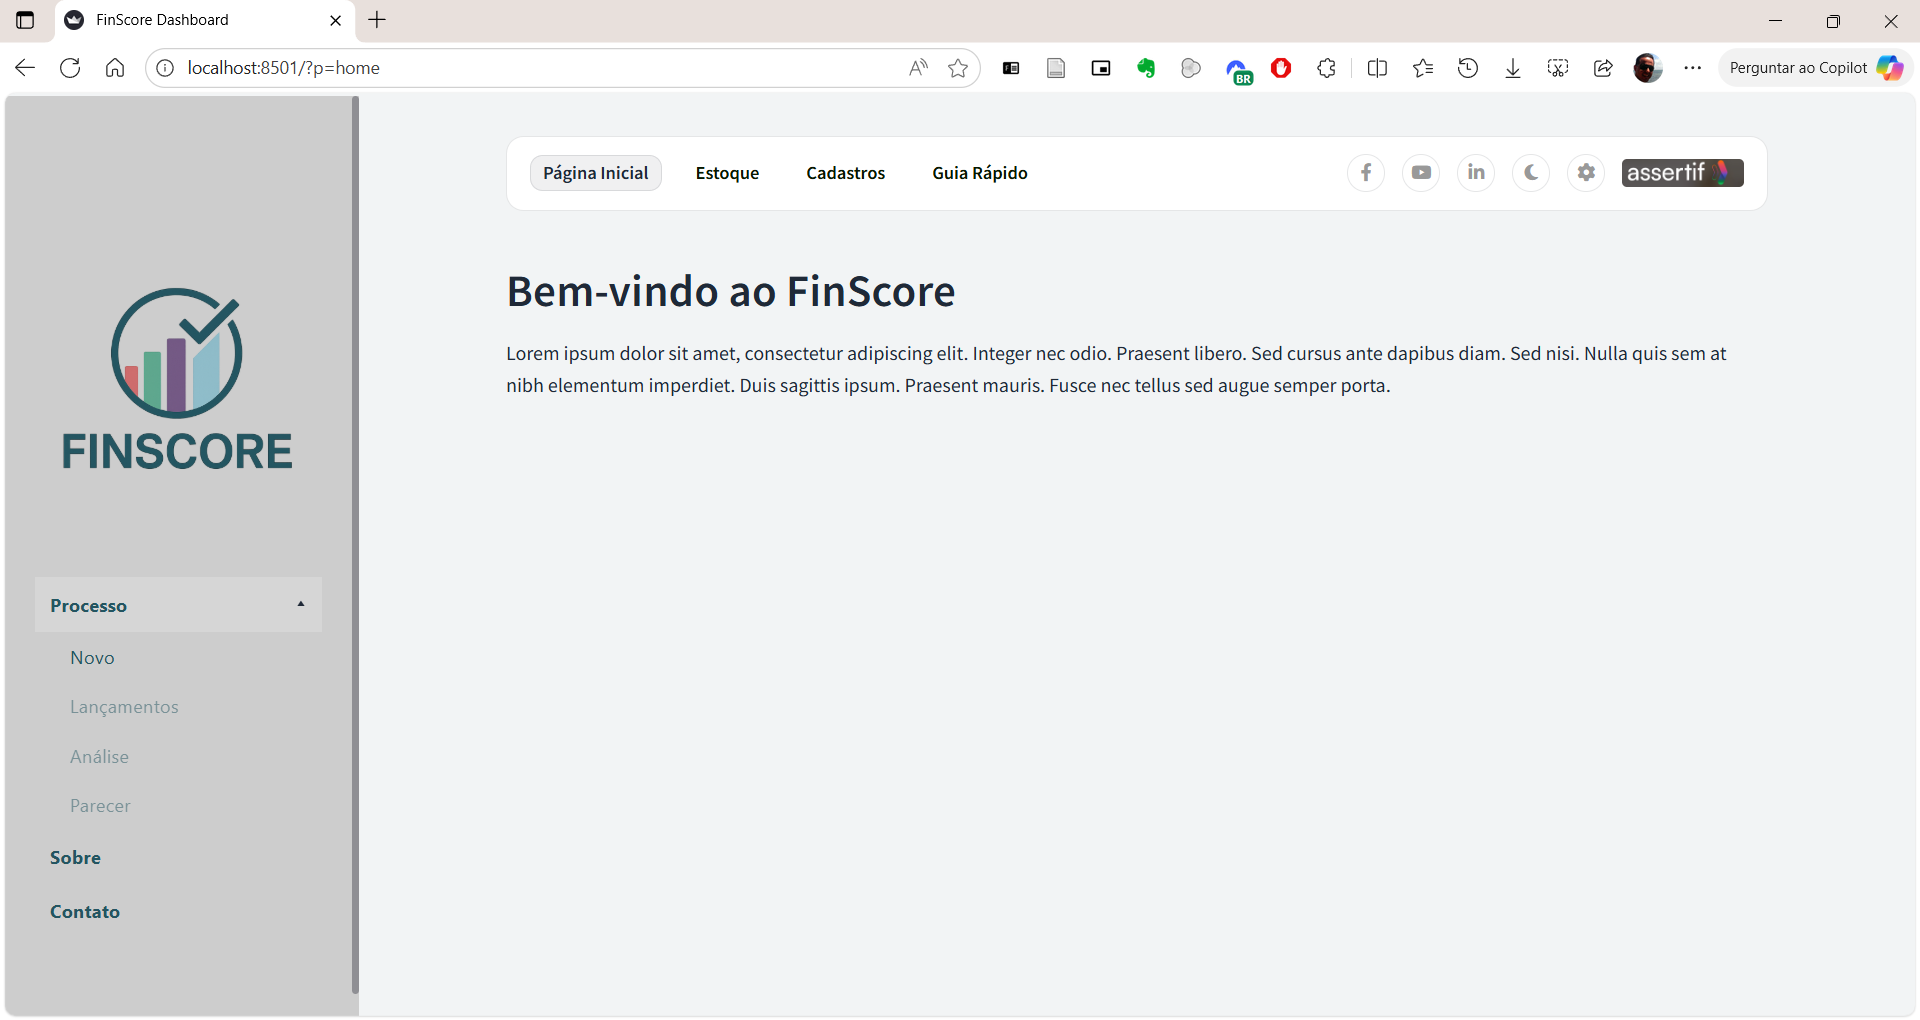 FinScore Dashboard
localhost:8501/?p=home
BR
Perguntar ao Copilot
Página Inicial
Estoque
Cadastros
Guia Rápido
assertif
FINSCORE
Bem-vindo ao FinScore
Lorem ipsum dolor sit amet, consectetur adipiscing elit. Integer nec odio. Praesent libero. Sed cursus ante dapibus diam. Sed nisi. Nulla quis sem at
nibh elementum imperdiet. Duis sagittis ipsum. Praesent mauris. Fusce nec tellus sed augue semper porta.
Processo
Novo
Lançamentos
Análise
Parecer
Sobre
Contato